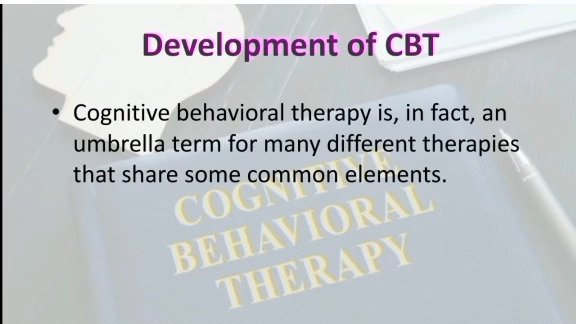 Development of CBT
• Cognitive behavioral therapy is, in fact, an
umbrella term for many different therapies
that share some common elements.
COGNITIVE
BEHAVIORAL
THERAPY